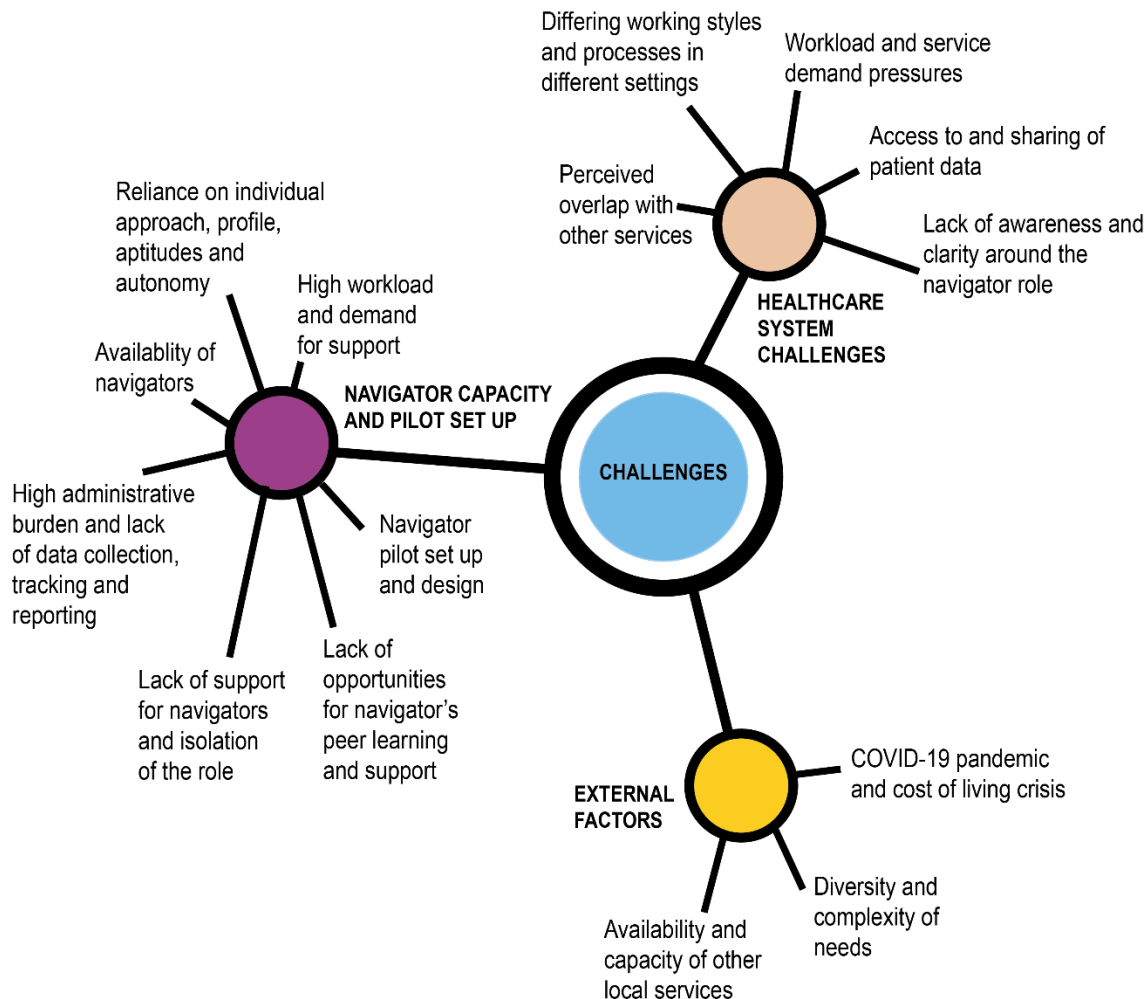 Differing working styles
and processes in
different settings
Workload and service
demand pressures
Access to and sharing of
patient data
Perceived
overlap with
other services
Lack of awareness and
clarity around the
navigator role
HEALTHCARE
SYSTEM
CHALLENGES
Reliance on individual
approach, profile,
aptitudes and
autonomy
High workload
and demand
for support
Availablity of
navigators
NAVIGATOR CAPACITY
AND PILOT SET UP
CHALLENGES
High administrative
burden and lack
of data collection,
tracking and
reporting
Navigator
pilot set up
and design
Lack of support
for navigators
and isolation
of the role
Lack of
opportunities
for navigator’s
peer learning
and support
EXTERNAL
FACTORS
COVID-19 pandemic
and cost of living crisis
Diversity and
complexity of
needs
Availability and
capacity of other
local services